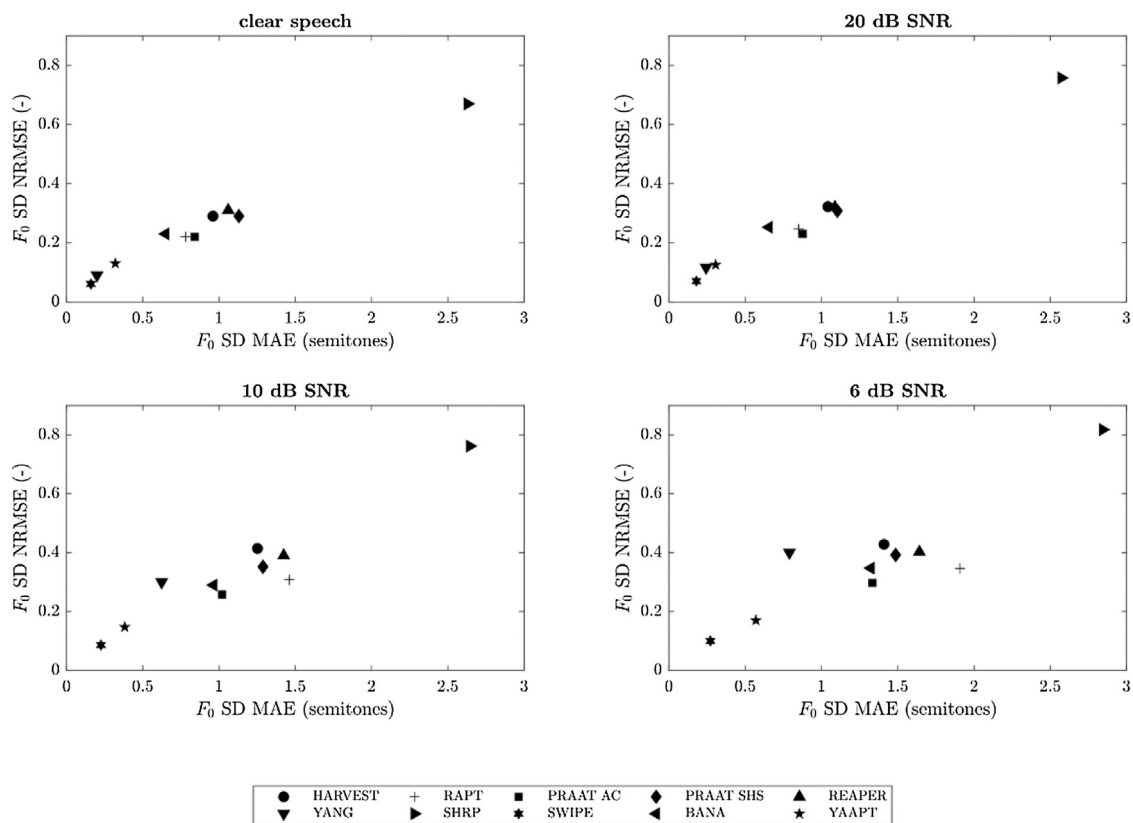 clear speech
0.8
0.6
0.4
0.2
0
F0 SD NRMSE (-)
0 0.5 1 1.5 2 2.5 3
F0 SD MAE (semitones)
20 dB SNR
0.8
0.6
0.4
0.2
0
F0 SD NRMSE (-)
0 0.5 1 1.5 2 2.5 3
F0 SD MAE (semitones)
10 dB SNR
0.8
0.6
0.4
0.2
0
F0 SD NRMSE (-)
0 0.5 1 1.5 2 2.5 3
F0 SD MAE (semitones)
6 dB SNR
0.8
0.6
0.4
0.2
0
F0 SD NRMSE (-)
0 0.5 1 1.5 2 2.5 3
F0 SD MAE (semitones)
HARVEST RAPT PRAAT AC PRAAT SHS REAPER
YANG SHRP SWIPE BANA YAAPT